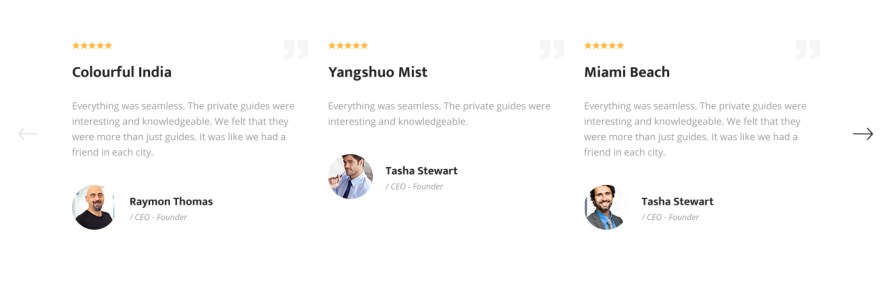 Colourful India
Everything was seamless. The private guides were
interesting and knowledgeable. We felt that they
were more than just guides. It was like we had a
friend in each city.
Raymon Thomas
/ CEO - Founder
Yangshuo Mist
Everything was seamless. The private guides were
interesting and knowledgeable.
Tasha Stewart
/ CEO - Founder
Miami Beach
Everything was seamless. The private guides were
interesting and knowledgeable. We felt that they
were more than just guides. It was like we had a
friend in each city.
Tasha Stewart
/ CEO - Founder